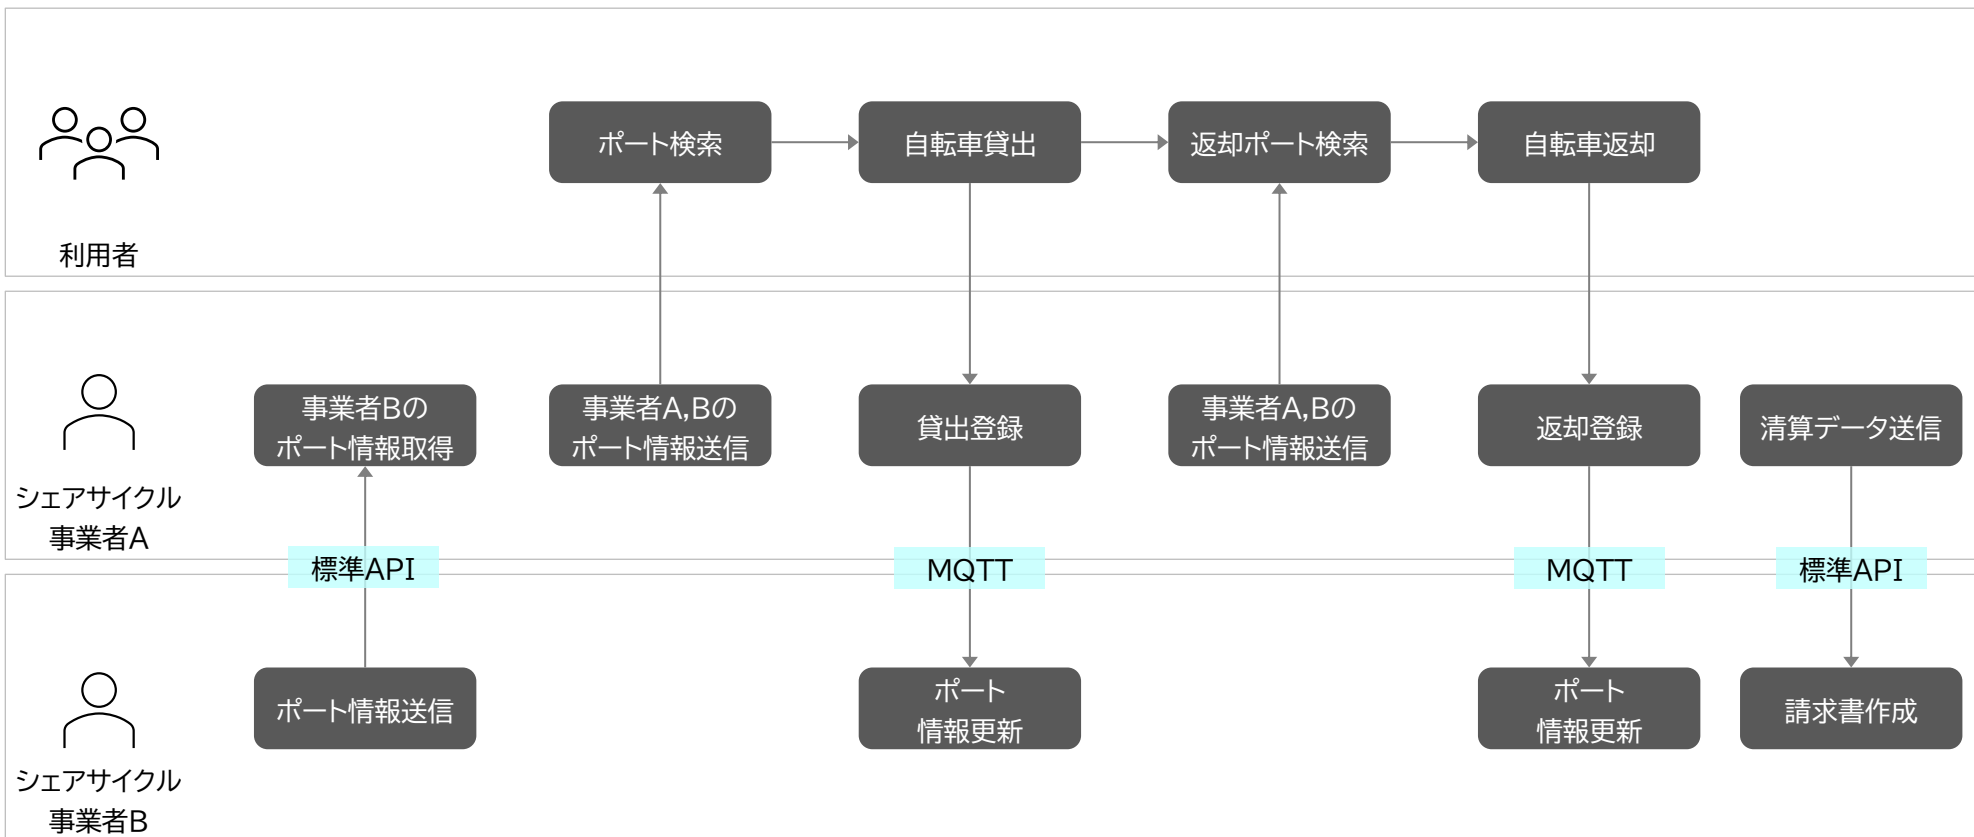 利用者
ポート検索
自転車貸出
返却ポート検索
自転車返却
シェアサイクル
事業者A
事業者Bの
ポート情報取得
事業者A,Bの
ポート情報送信
貸出登録
事業者A,Bの
ポート情報送信
返却登録
清算データ送信
標準API
MQTT
MQTT
標準API
シェアサイクル
事業者B
ポート情報送信
ポート
情報更新
ポート
情報更新
請求書作成